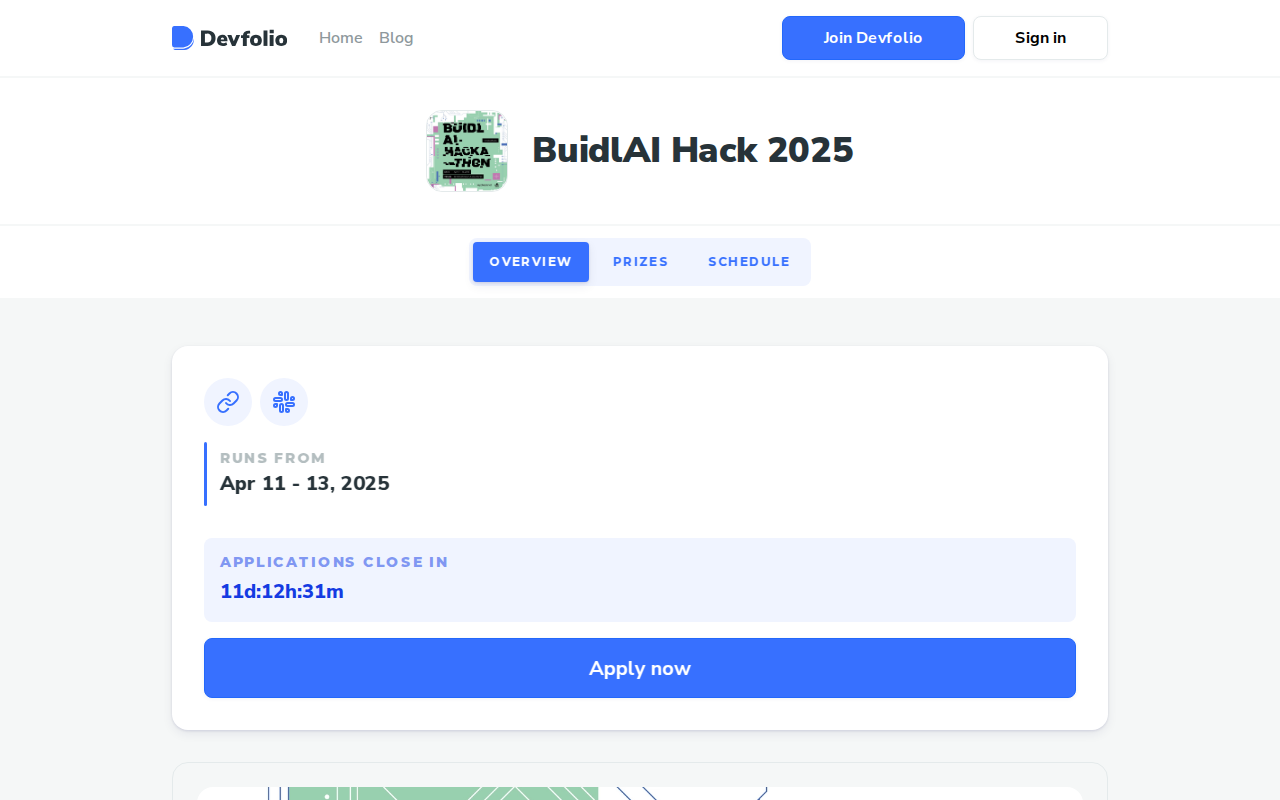 Devfolio
Home
Blog
Join Devfolio
Sign in
BUIDL
AI-
HACKA
-THON
BuidlAI Hack 2025
OVERVIEW
PRIZES
SCHEDULE
RUNS FROM
Apr 11 - 13, 2025
APPLICATIONS CLOSE IN
11d:12h:31m
Apply now